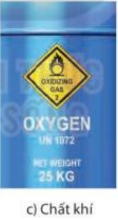 OXIDIZING
GAS
2
OXYGEN
UN 1072
NET WEIGHT
25 KG
c) Chất khí